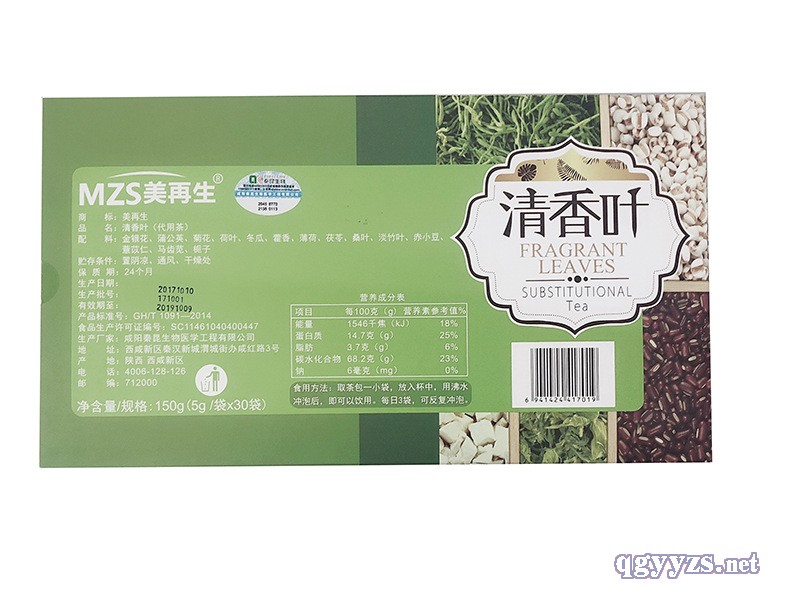 MZS美再生®
2040 8770
2136 0113
商 标：美再生
品 名：清香叶（代用茶）
配 料：金银花、蒲公英、菊花、荷叶、冬瓜、藿香、薄荷、茯苓、桑叶、淡竹叶、赤小豆、
薏苡仁、马齿苋、栀子
贮存条件：置阴凉、通风、干燥处
保 质 期：24个月
生产日期：
20171010
生产批号：
171001
有效期至：
20191009
产品标准号：GH/T 1091—2014
食品生产许可证编号：SC11461040400447
生产厂家：咸阳秦昆生物医学工程有限公司
地 址：西咸新区秦汉新城渭城街办咸红路3号
产 地：陕西 西咸新区
电 话：4006-128-126
邮 编：712000
净含量/规格：150g(5g /袋x30袋)
营养成分表
项目 每100克（g） 营养素参考值%
能量 1546千焦（kJ） 18%
蛋白质 14.7克（g） 25%
脂肪 3.7克（g） 6%
碳水化合物 68.2克（g） 23%
钠 6毫克（mg） 0%
食用方法：取茶包一小袋，放入杯中，用沸水
冲泡后，即可以饮用。每日3袋，可反复冲泡。
清香叶
FRAGRANT
LEAVES
SUBSTITUTIONAL
Tea
6 941424 417019
qgyyzs.net